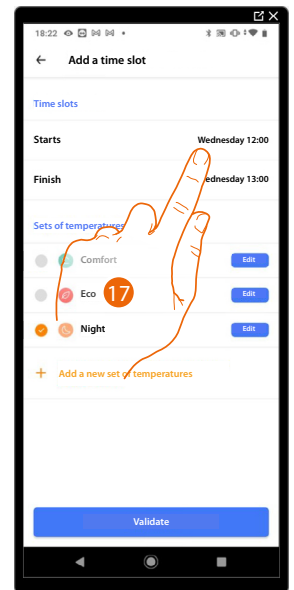 18:22
Add a time slot
Time slots
Starts Wednesday 12:00
Finish ednesday 13:00
Sets of temperatures
Comfort Edit
Eco 17 Edit
Night Edit
+ Add a new set of temperatures
Validate